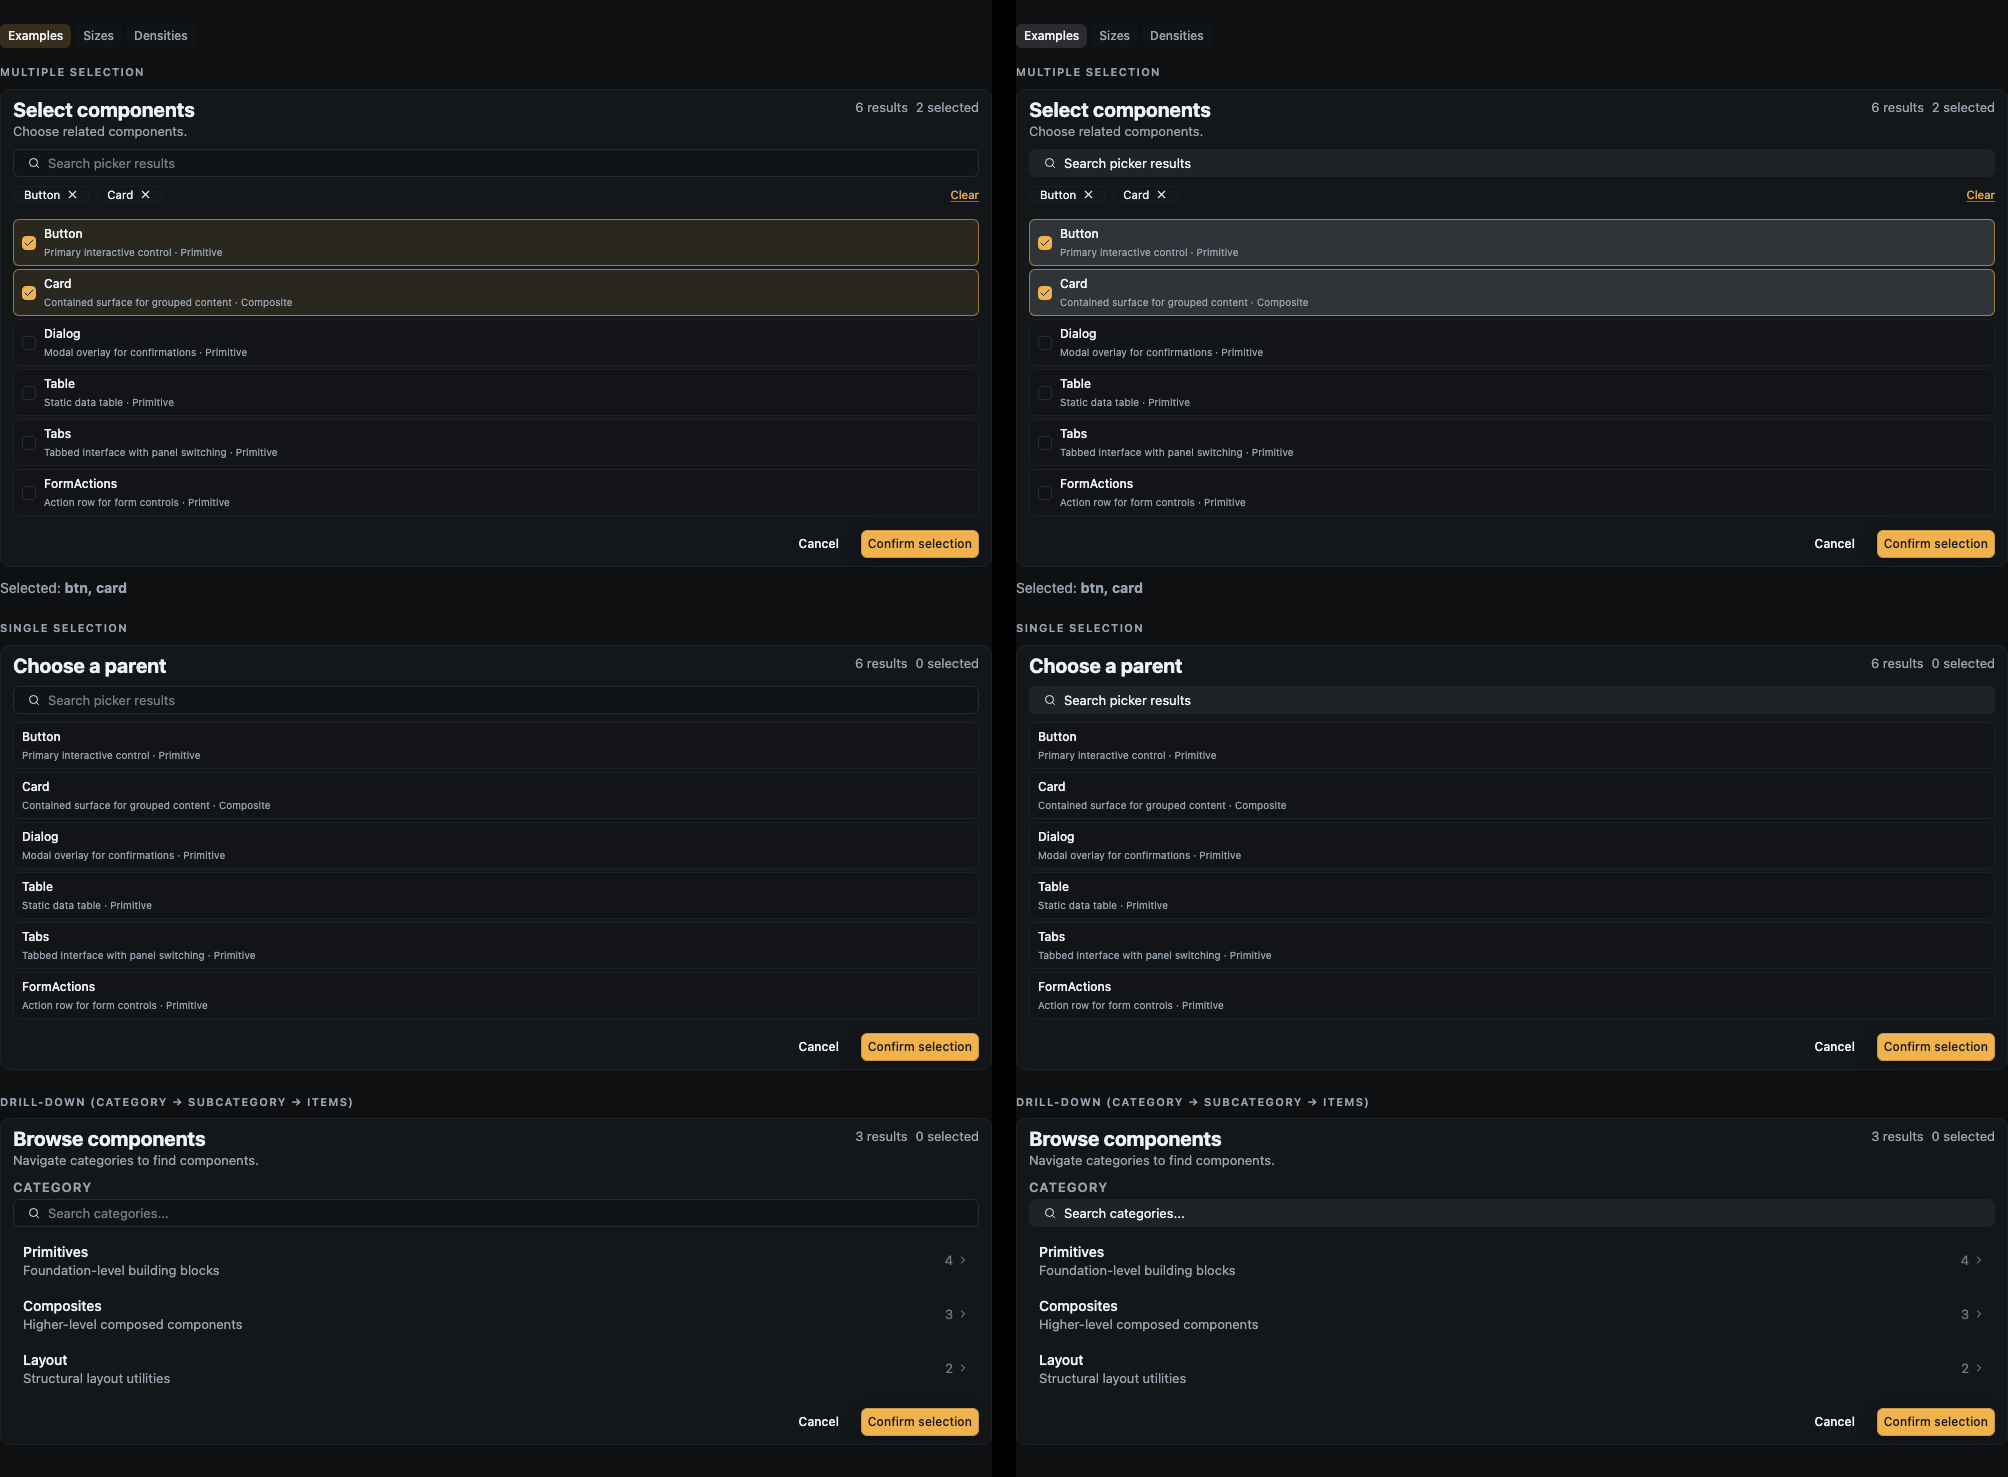 Examples Sizes Densities
MULTIPLE SELECTION
Select components
6 results 2 selected
Choose related components.
Search picker results
Button Card Clear
Button
Primary interactive control · Primitive
Card
Contained surface for grouped content · Composite
Dialog
Modal overlay for confirmations · Primitive
Table
Static data table · Primitive
Tabs
Tabbed interface with panel switching · Primitive
FormActions
Action row for form controls · Primitive
Cancel Confirm selection
Selected: btn, card
SINGLE SELECTION
Choose a parent
6 results 0 selected
Search picker results
Button
Primary interactive control · Primitive
Card
Contained surface for grouped content · Composite
Dialog
Modal overlay for confirmations · Primitive
Table
Static data table · Primitive
Tabs
Tabbed interface with panel switching · Primitive
FormActions
Action row for form controls · Primitive
Cancel Confirm selection
DRILL-DOWN (CATEGORY → SUBCATEGORY → ITEMS)
Browse components
3 results 0 selected
Navigate categories to find components.
CATEGORY
Search categories...
Primitives
Foundation-level building blocks
4
Composites
Higher-level composed components
3
Layout
Structural layout utilities
2
Cancel Confirm selection
Examples Sizes Densities
MULTIPLE SELECTION
Select components
6 results 2 selected
Choose related components.
Search picker results
Button Card Clear
Button
Primary interactive control · Primitive
Card
Contained surface for grouped content · Composite
Dialog
Modal overlay for confirmations · Primitive
Table
Static data table · Primitive
Tabs
Tabbed interface with panel switching · Primitive
FormActions
Action row for form controls · Primitive
Cancel Confirm selection
Selected: btn, card
SINGLE SELECTION
Choose a parent
6 results 0 selected
Search picker results
Button
Primary interactive control · Primitive
Card
Contained surface for grouped content · Composite
Dialog
Modal overlay for confirmations · Primitive
Table
Static data table · Primitive
Tabs
Tabbed interface with panel switching · Primitive
FormActions
Action row for form controls · Primitive
Cancel Confirm selection
DRILL-DOWN (CATEGORY → SUBCATEGORY → ITEMS)
Browse components
3 results 0 selected
Navigate categories to find components.
CATEGORY
Search categories...
Primitives
Foundation-level building blocks
4
Composites
Higher-level composed components
3
Layout
Structural layout utilities
2
Cancel Confirm selection